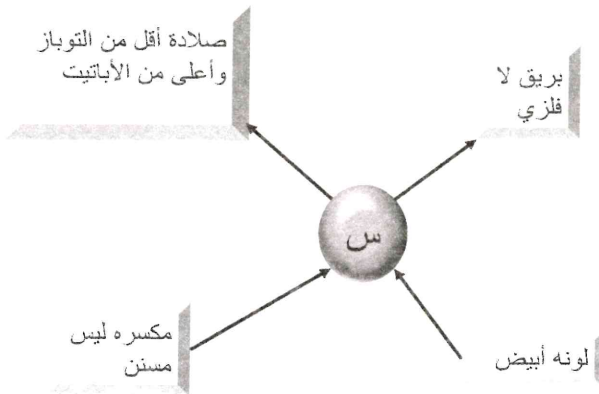 صلادة أقل من التوباز
وأعلى من الأباتيت
بريق لا
فلزي
س
مكسره ليس
مسنن
لونه أبيض